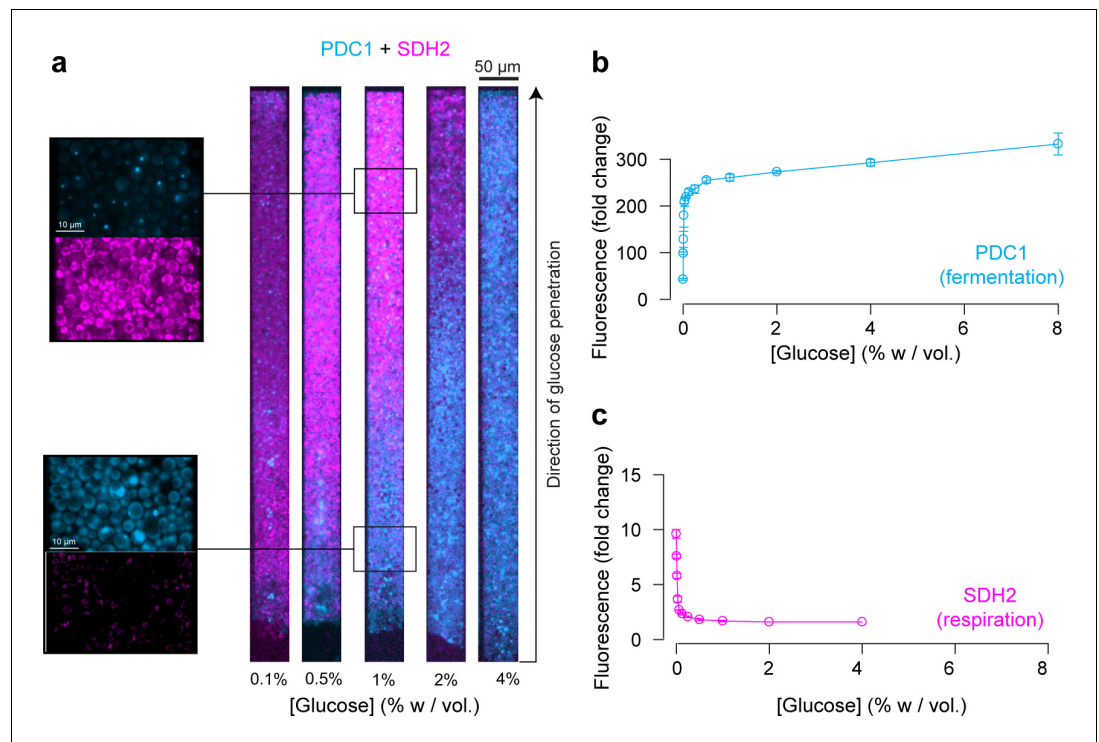 a
PDC1 + SDH2
50 µm
10 µm
10 µm
Direction of glucose penetration
0.1% 0.5% 1% 2% 4%
[Glucose] (% w / vol.)
b
Fluorescence (fold change)
300
200
100
0
PDC1
(fermentation)
0 2 4 6 8
[Glucose] (% w / vol.)
c
Fluorescence (fold change)
15
10
5
0
SDH2
(respiration)
0 2 4 6 8
[Glucose] (% w / vol.)